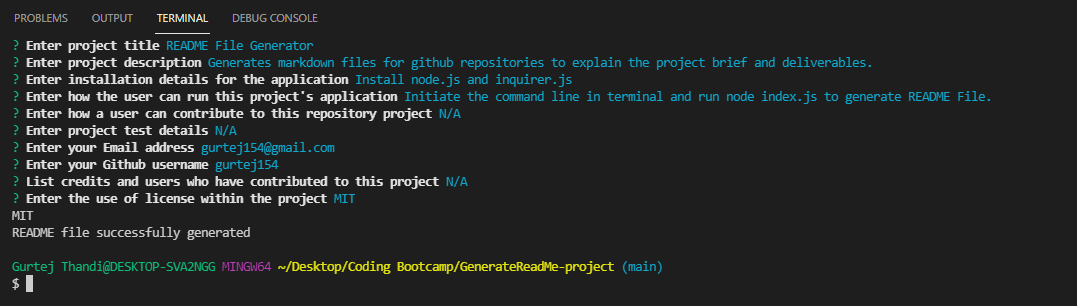 PROBLEMS OUTPUT TERMINAL DEBUG CONSOLE
? Enter project title README File Generator
? Enter project description Generates markdown files for github repositories to explain the project brief and deliverables.
? Enter installation details for the application Install node.js and inquirer.js
? Enter how the user can run this project's application Initiate the command line in terminal and run node index.js to generate README File.
? Enter how a user can contribute to this repository project N/A
? Enter project test details N/A
? Enter your Email address gurtej154@gmail.com
? Enter your Github username gurtej154
? List credits and users who have contributed to this project N/A
? Enter the use of license within the project MIT
MIT
README file successfully generated
Gurtej Thandi@DESKTOP-SVA2NGG MINGW64 ~/Desktop/Coding Bootcamp/GenerateReadMe-project (main)
$